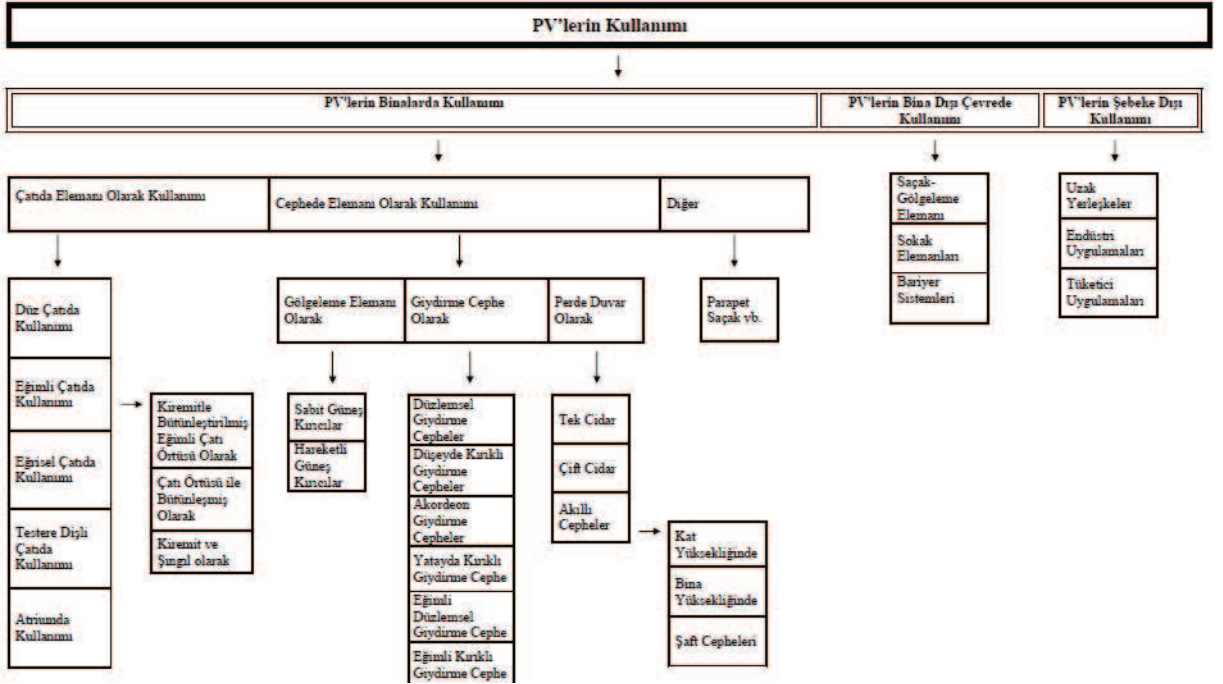 PV'lerin Kullanımı
PV'lerin Binalarda Kullanımı
PV'lerin Bina Dışı Çevrede
Kullanımı
PV'lerin Şebeke Dışı
Kullanımı
Çatıda Elemanı Olarak Kullanımı
Cephede Elemanı Olarak Kullanımı
Diğer
Saçak-
Gölgeleme
Elemanı
Sokak
Elemanları
Bariyer
Sistemleri
Uzak
Yerleşkeler
Endüstri
Uygulamaları
Tüketici
Uygulamaları
Düz Çatıda
Kullanımı
Eğimli Çatıda
Kullanımı
Eğrisel Çatıda
Kullanımı
Testere Dişli
Çatıda
Kullanımı
Atriumda
Kullanımı
Kiremitle
Bütünleştirilmiş
Eğimli Çatı
Örtüsü Olarak
Çatı Örtüsü ile
Bütünleşmiş
Olarak
Kiremit ve
Şıngıl olarak
Gölgeleme Elemanı
Olarak
Giydirme Cephe
Olarak
Perde Duvar
Olarak
Parapet
Saçak vb.
Sabit Güneş
Kırıcılar
Hareketli
Güneş
Kırıcılar
Düzlemsel
Giydirme
Cepheler
Düşeyde Kırıklı
Giydirme
Cepheler
Akordeon
Giydirme
Cepheler
Yatayda Kırıklı
Giydirme Cephe
Eğimli
Düzlemsel
Giydirme Cephe
Eğimli Kırıklı
Giydirme Cephe
Tek Cidar
Çift Cidar
Akıllı
Cepheler
Kat
Yüksekliğinde
Bina
Yüksekliğinde
Şaft Cepheleri